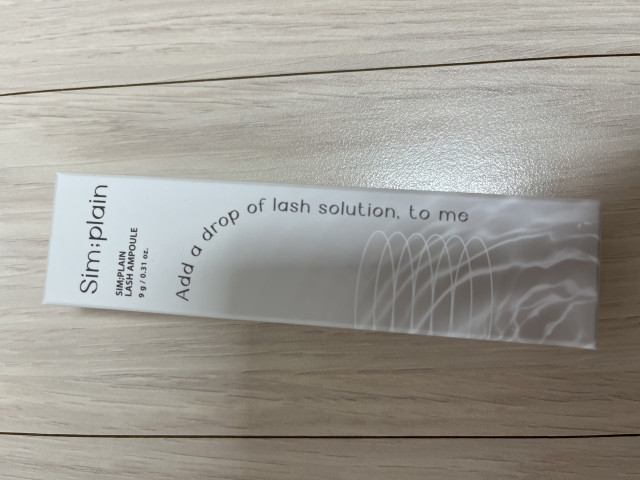 Sim;plain
SIM;PLAIN
LASH AMPOULE
9 g / 0.31 oz.
Add a drop of lash solution, to me